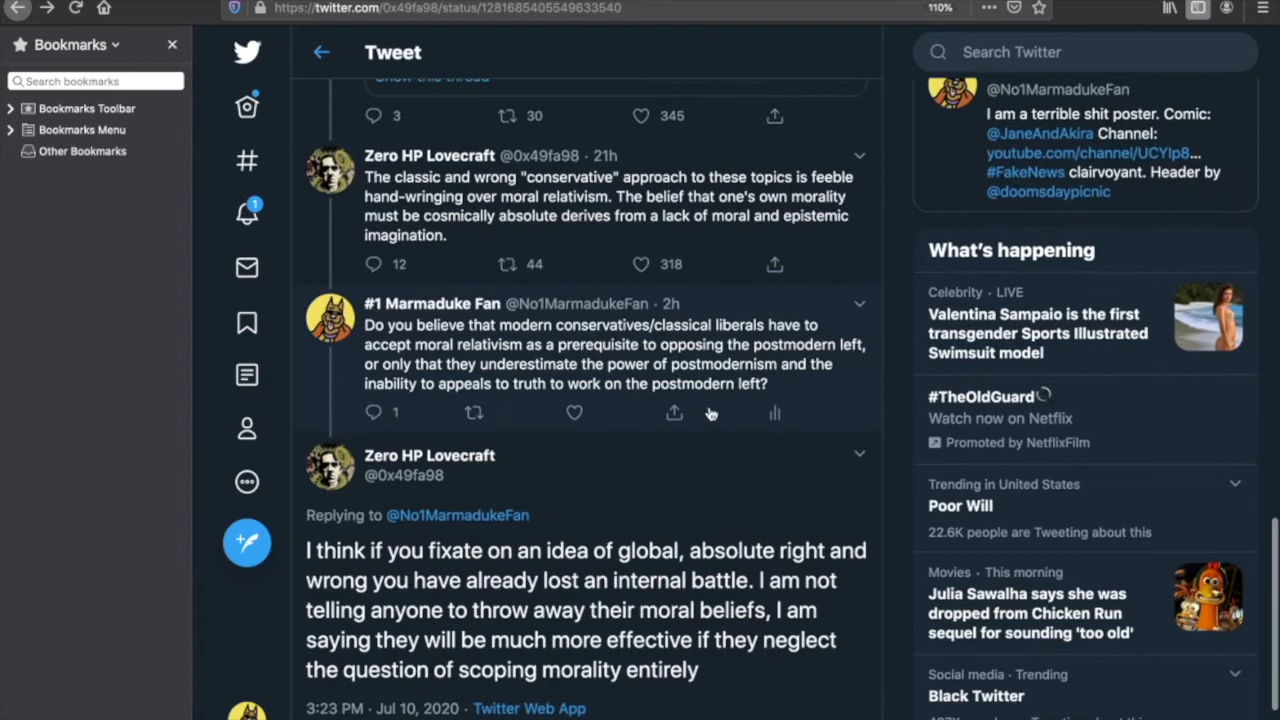 https://twitter.com/0x49fa98/status/1281685405549633540
110%
Bookmarks
Search bookmarks
Bookmarks Toolbar
Bookmarks Menu
Other Bookmarks
1
Tweet
Show this thread
3 30 345
Zero HP Lovecraft @0x49fa98 · 21h
The classic and wrong "conservative" approach to these topics is feeble
hand-wringing over moral relativism. The belief that one's own morality
must be cosmically absolute derives from a lack of moral and epistemic
imagination.
12 44 318
#1 Marmaduke Fan @No1MarmadukeFan · 2h
Do you believe that modern conservatives/classical liberals have to
accept moral relativism as a prerequisite to opposing the postmodern left,
or only that they underestimate the power of postmodernism and the
inability to appeals to truth to work on the postmodern left?
1
Zero HP Lovecraft
@0x49fa98
Replying to @No1MarmadukeFan
I think if you fixate on an idea of global, absolute right and
wrong you have already lost an internal battle. I am not
telling anyone to throw away their moral beliefs, I am
saying they will be much more effective if they neglect
the question of scoping morality entirely
3:23 PM · Jul 10, 2020 · Twitter Web App
Search Twitter
@No1MarmadukeFan
I am a terrible shit poster. Comic:
@JaneAndAkira Channel:
youtube.com/channel/UCYIp8…
#FakeNews clairvoyant. Header by
@doomsdaypicnic
What's happening
Celebrity · LIVE
Valentina Sampaio is the first
transgender Sports Illustrated
Swimsuit model
#TheOldGuard
Watch now on Netflix
Promoted by NetflixFilm
Trending in United States
Poor Will
22.6K people are Tweeting about this
Movies · This morning
Julia Sawalha says she was
dropped from Chicken Run
sequel for sounding 'too old'
Social media · Trending
Black Twitter